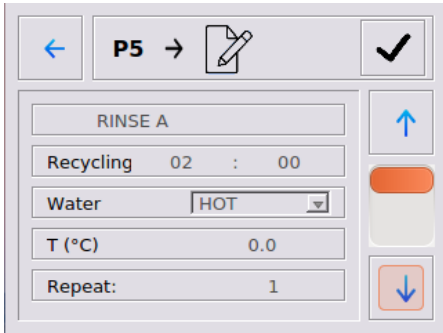 P5 →
RINSE A
Recycling 02 : 00
Water HOT
T (°C) 0.0
Repeat: 1